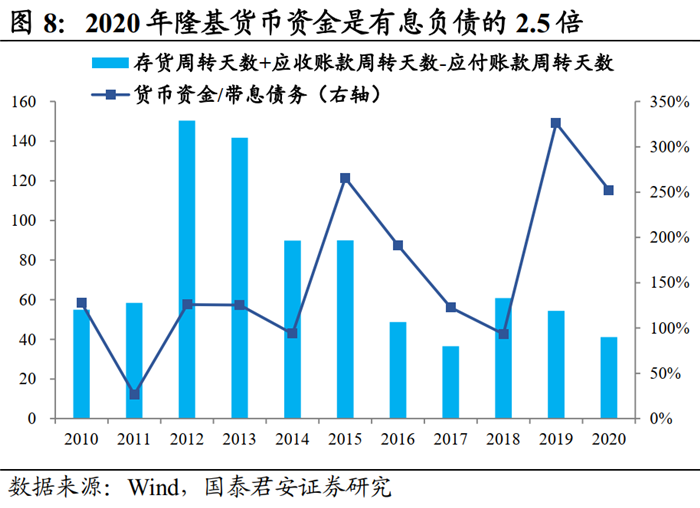 图 8：2020 年隆基货币资金是有息负债的 2.5 倍
存货周转天数+应收账款周转天数-应付账款周转天数
货币资金/带息债务（右轴）
160 350%
140 300%
120 250%
100 200%
80
60 150%
40 100%
20 50%
0 0%
2010 2011 2012 2013 2014 2015 2016 2017 2018 2019 2020
数据来源：Wind，国泰君安证券研究